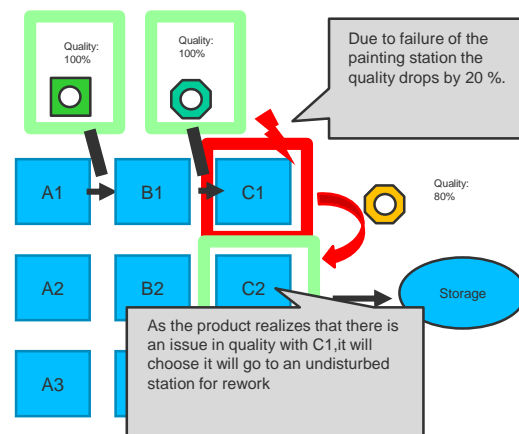 Quality:
100%
Quality:
100%
Due to failure of the
painting station the
quality drops by 20 %.
A1
B1
C1
Quality:
80%
A2
B2
C2
Storage
As the product realizes that there is
an issue in quality with C1,it will
choose it will go to an undisturbed
station for rework
A3